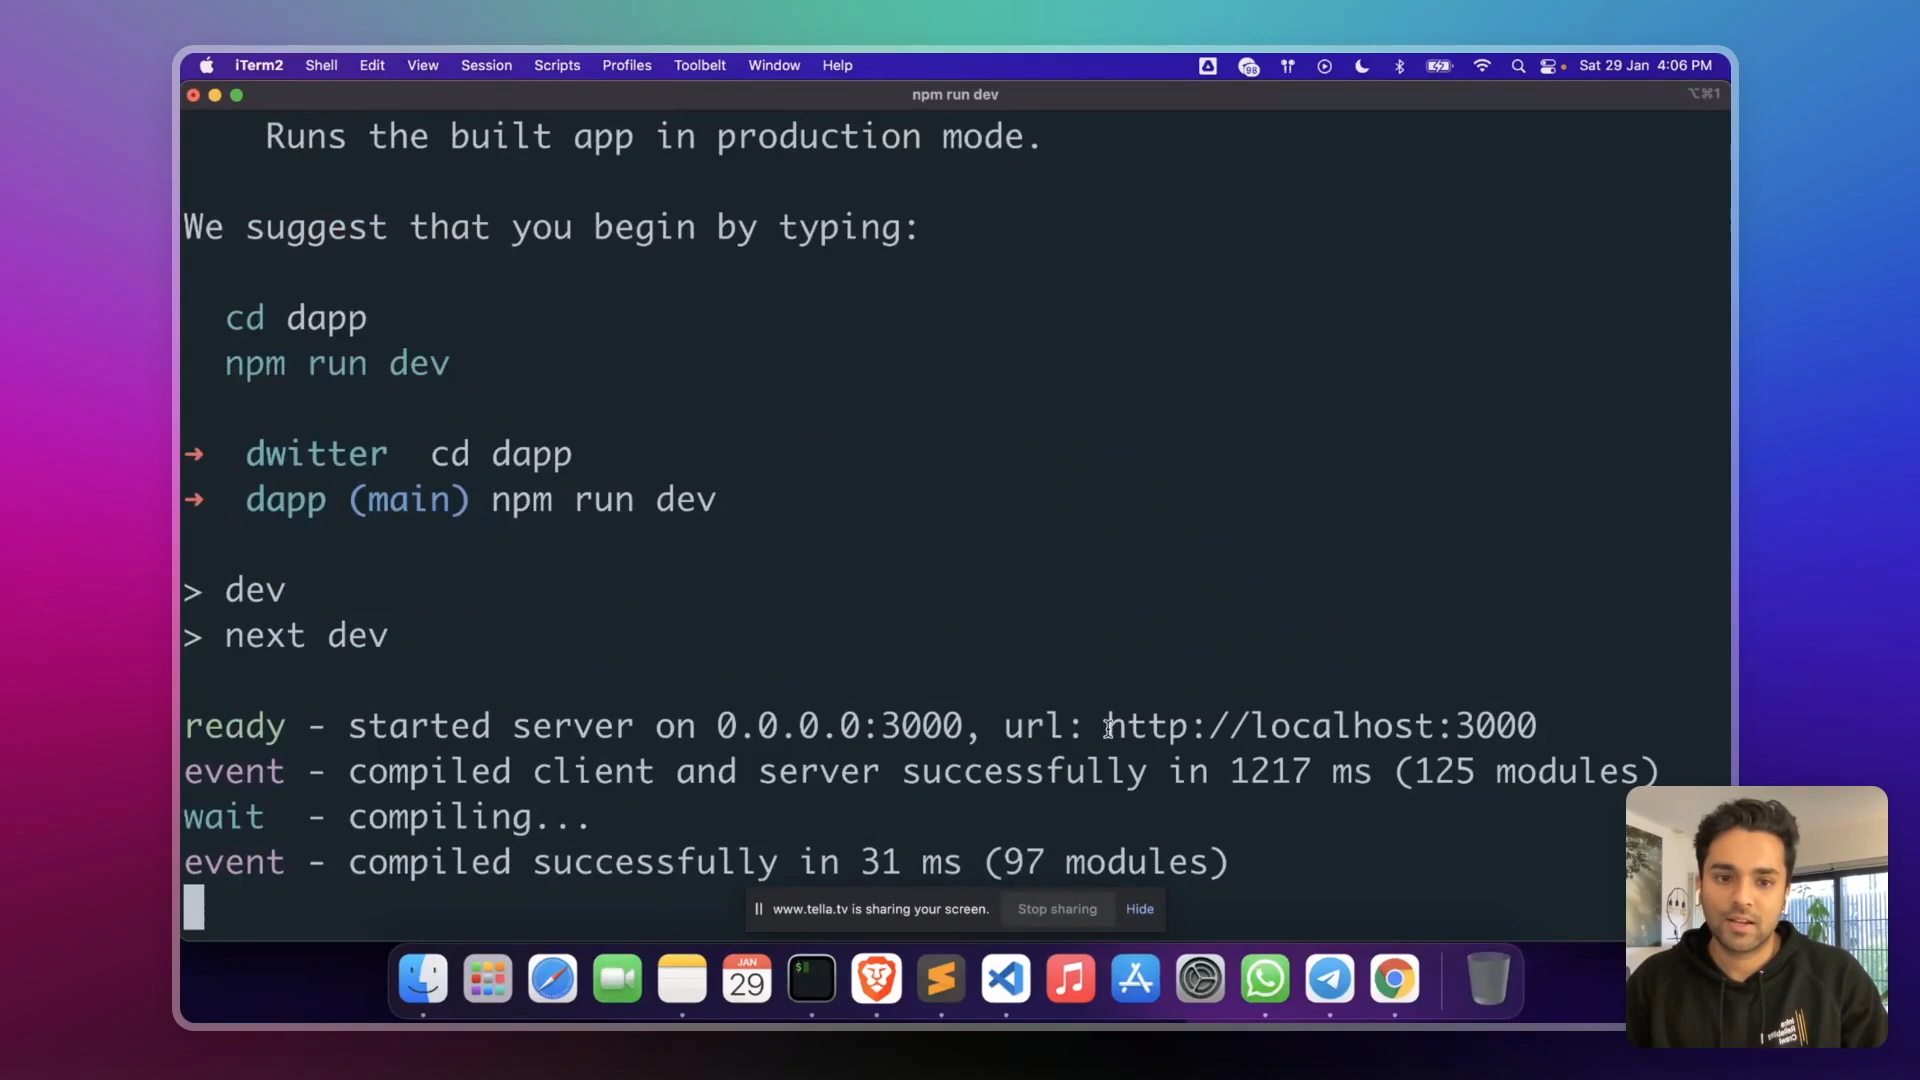 iTerm2 Shell Edit View Session Scripts Profiles Toolbelt Window Help 98 Sat 29 Jan 4:06 PM
npm run dev ⌥⌘1
Runs the built app in production mode.
We suggest that you begin by typing:
cd dapp
npm run dev
➜ dwitter cd dapp
➜ dapp (main) npm run dev
> dev
> next dev
ready - started server on 0.0.0.0:3000, url: http://localhost:3000
event - compiled client and server successfully in 1217 ms (125 modules)
wait - compiling...
event - compiled successfully in 31 ms (97 modules)
www.tella.tv is sharing your screen. Stop sharing Hide
JAN
29
$